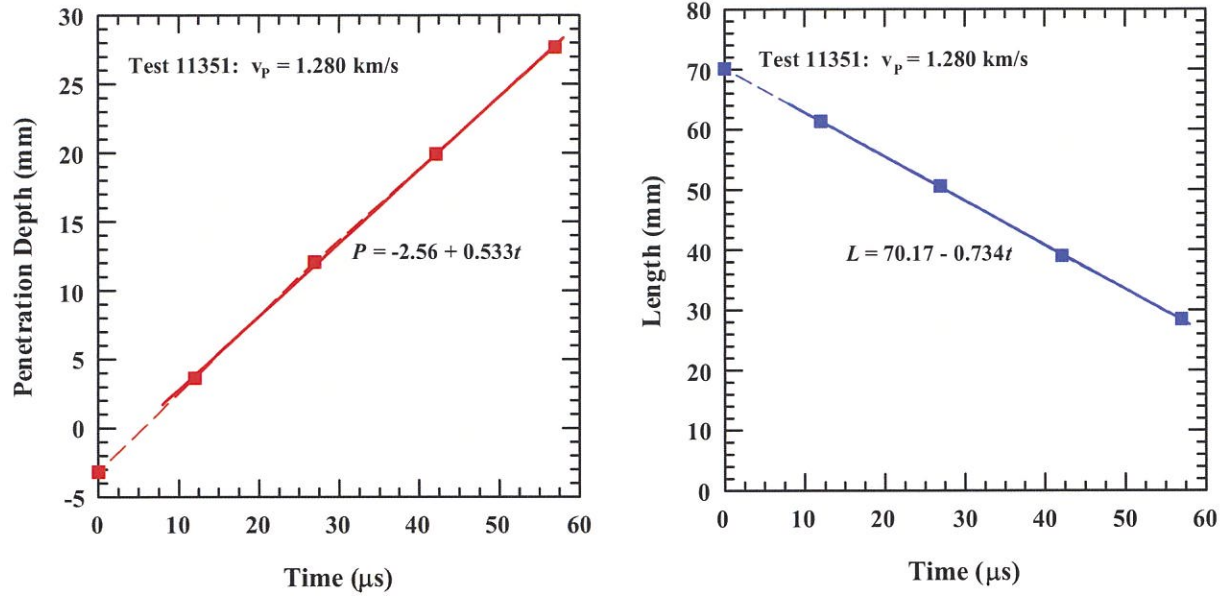 30
25
20
15
10
5
0
-5
Penetration Depth (mm)
Test 11351: vP = 1.280 km/s
P = -2.56 + 0.533t
0 10 20 30 40 50 60
Time (μs)
80
70
60
50
40
30
20
10
0
Length (mm)
Test 11351: vP = 1.280 km/s
L = 70.17 - 0.734t
0 10 20 30 40 50 60
Time (μs)